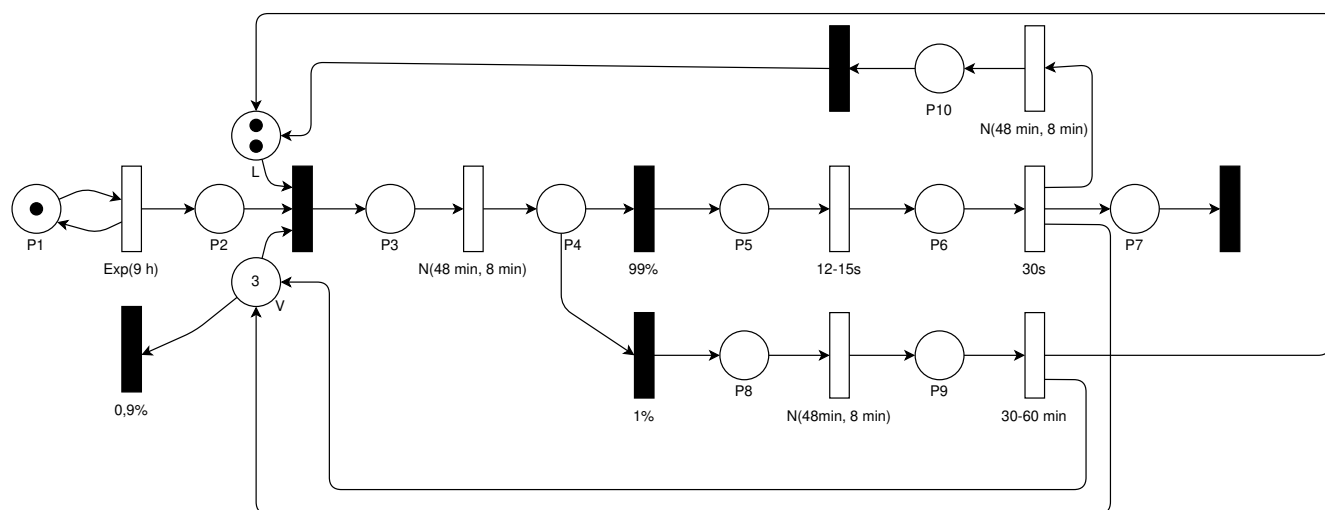 P10
N(48 min, 8 min)
L
P1
P2
P3
P4
P5
P6
P7
Exp(9 h)
N(48 min, 8 min)
99%
12-15s
30s
3
V
0,9%
P8
P9
1%
N(48min, 8 min)
30-60 min